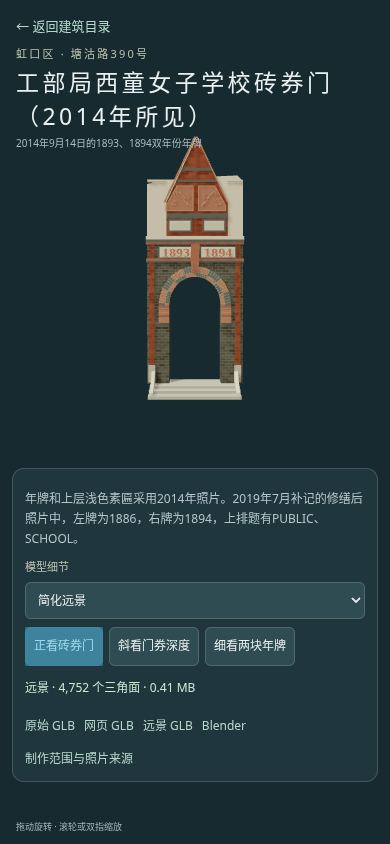 ← 返回建筑目录
虹口区 · 塘沽路390号
工部局西童女子学校砖券门
（2014年所见）
2014年9月14日的1893、1894双年份年牌
1893 1894
年牌和上层浅色素匾采用2014年照片。2019年7月补记的修缮后
照片中，左牌为1886，右牌为1894，上排题有PUBLIC、
SCHOOL。
模型细节
简化远景
正看砖券门 斜看门券深度 细看两块年牌
远景 · 4,752 个三角面 · 0.41 MB
原始 GLB 网页 GLB 远景 GLB Blender
制作范围与照片来源
拖动旋转 · 滚轮或双指缩放